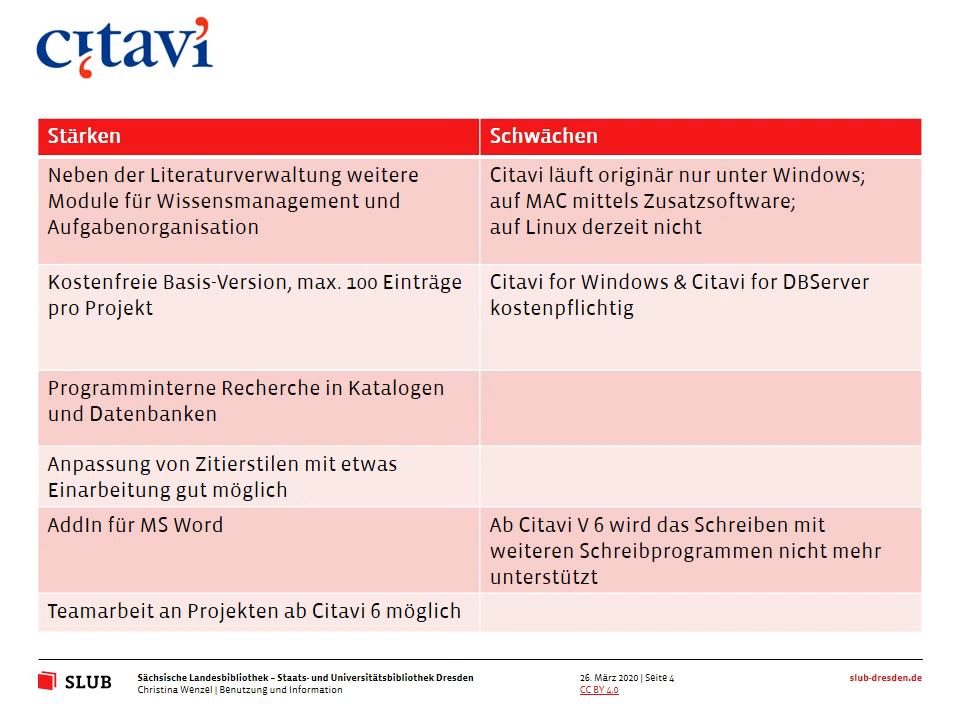 citavi
Stärken
Schwächen
Neben der Literaturverwaltung weitere
Module für Wissensmanagement und
Aufgabenorganisation
Citavi läuft originär nur unter Windows;
auf MAC mittels Zusatzsoftware;
auf Linux derzeit nicht
Kostenfreie Basis-Version, max. 100 Einträge
pro Projekt
Citavi for Windows & Citavi for DBServer
kostenpflichtig
Programminterne Recherche in Katalogen
und Datenbanken
Anpassung von Zitierstilen mit etwas
Einarbeitung gut möglich
AddIn für MS Word
Ab Citavi V 6 wird das Schreiben mit
weiteren Schreibprogrammen nicht mehr
unterstützt
Teamarbeit an Projekten ab Citavi 6 möglich
SLUB
Sächsische Landesbibliothek – Staats- und Universitätsbibliothek Dresden
Christina Wenzel | Benutzung und Information
26. März 2020 | Seite 4
CC BY 4.0
slub-dresden.de